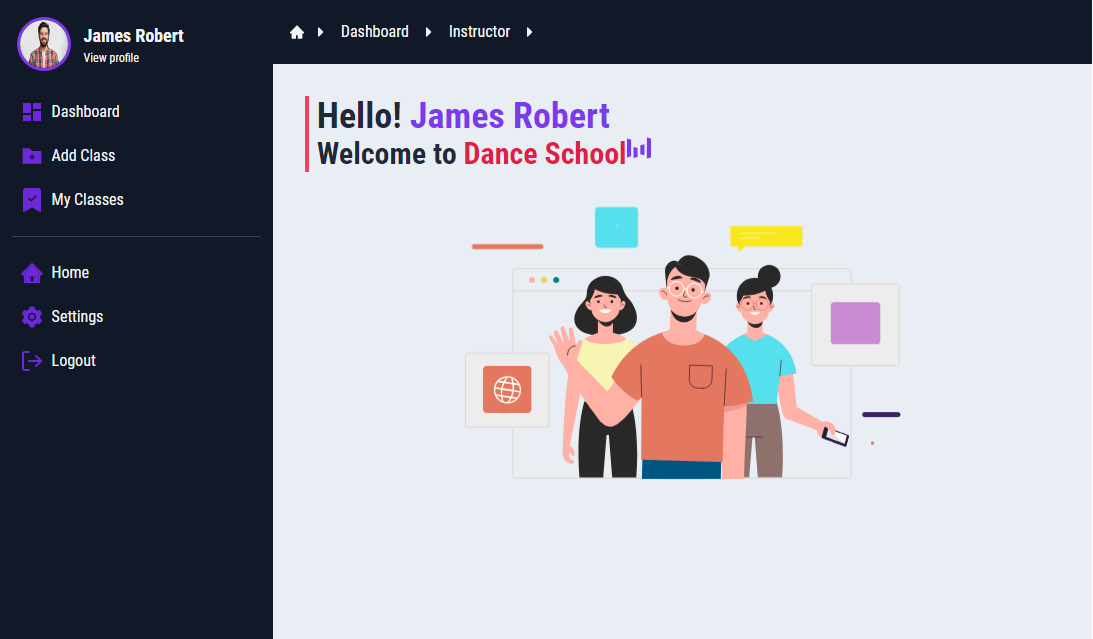 James Robert
View profile
Dashboard
Add Class
My Classes
Home
Settings
Logout
Dashboard
Instructor
Hello! James Robert
Welcome to Dance School